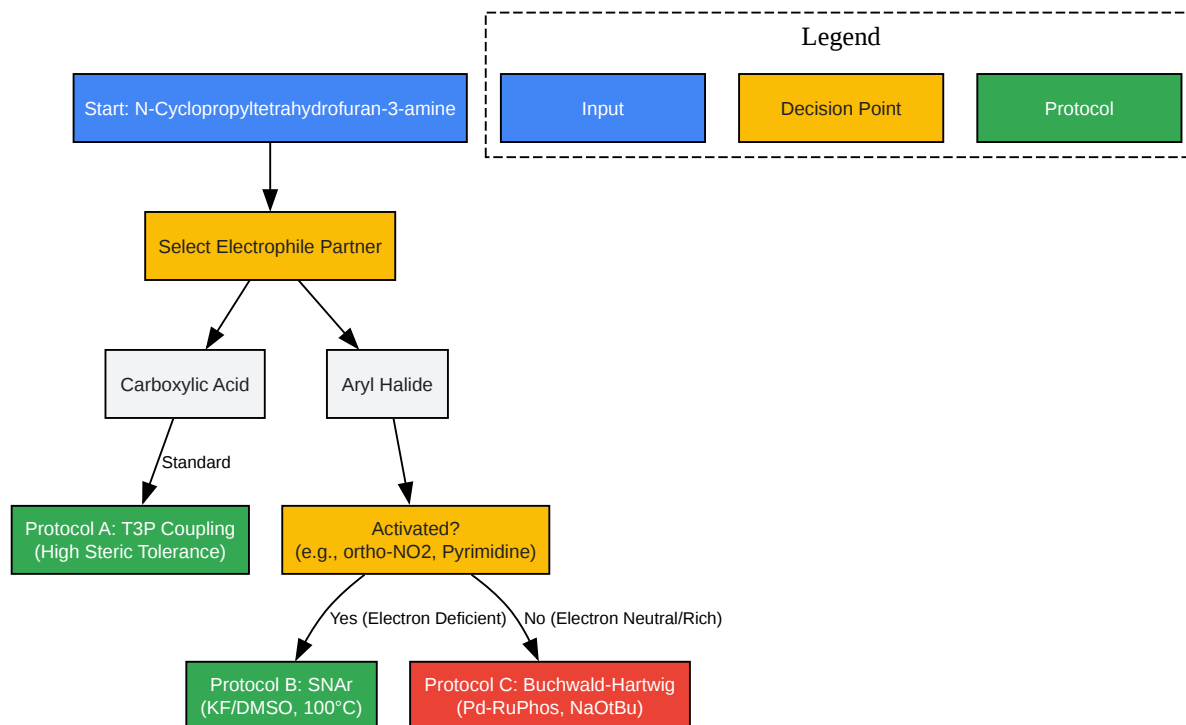 Legend
Start: N-Cyclopropyltetrahydrofuran-3-amine
Input
Decision Point
Protocol
Select Electrophile Partner
Carboxylic Acid
Aryl Halide
Standard
Protocol A: T3P Coupling
(High Steric Tolerance)
Activated?
(e.g., ortho-NO2, Pyrimidine)
Yes (Electron Deficient)
No (Electron Neutral/Rich)
Protocol B: SNAr
(KF/DMSO, 100°C)
Protocol C: Buchwald-Hartwig
(Pd-RuPhos, NaOtBu)